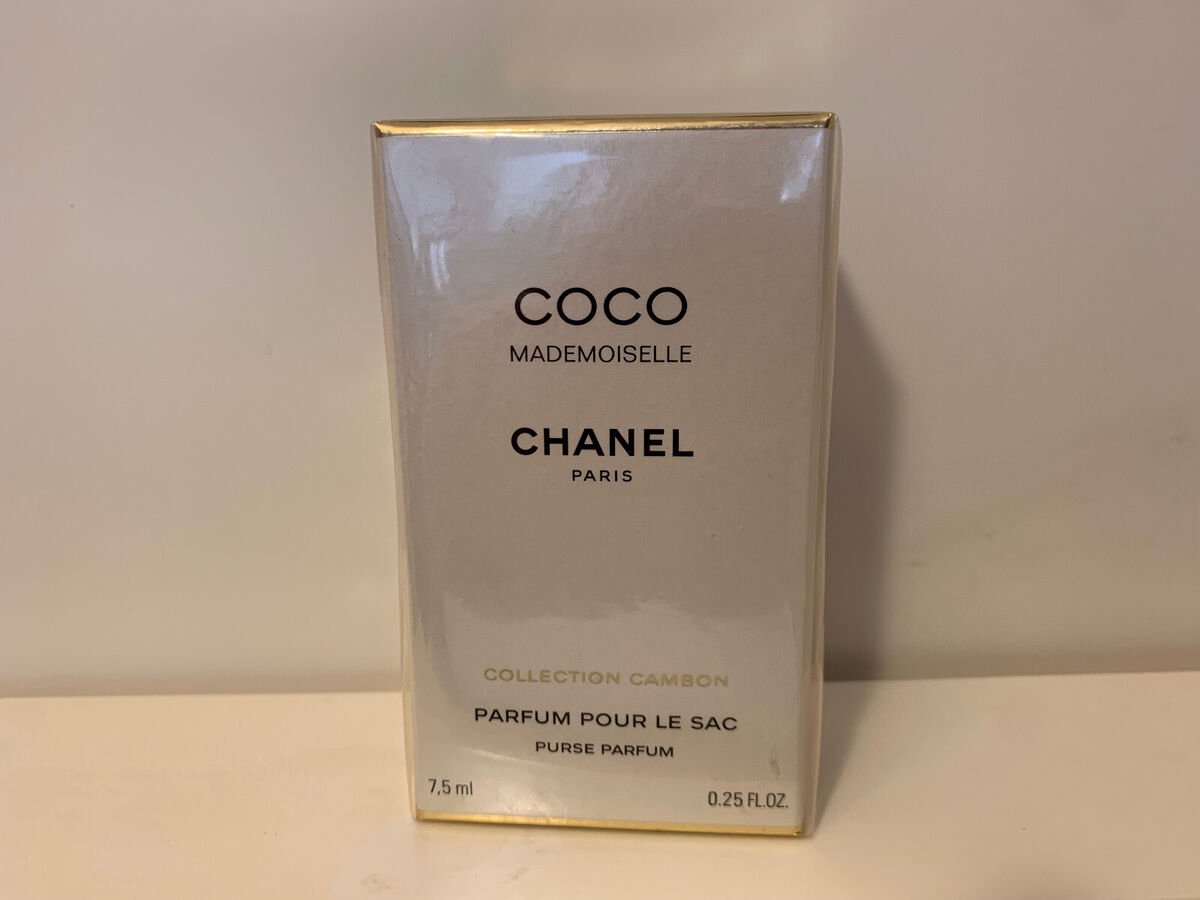 COCO
MADEMOISELLE
CHANEL
PARIS
COLLECTION CAMBON
PARFUM POUR LE SAC
PURSE PARFUM
7,5 ml 0.25 FL.OZ.